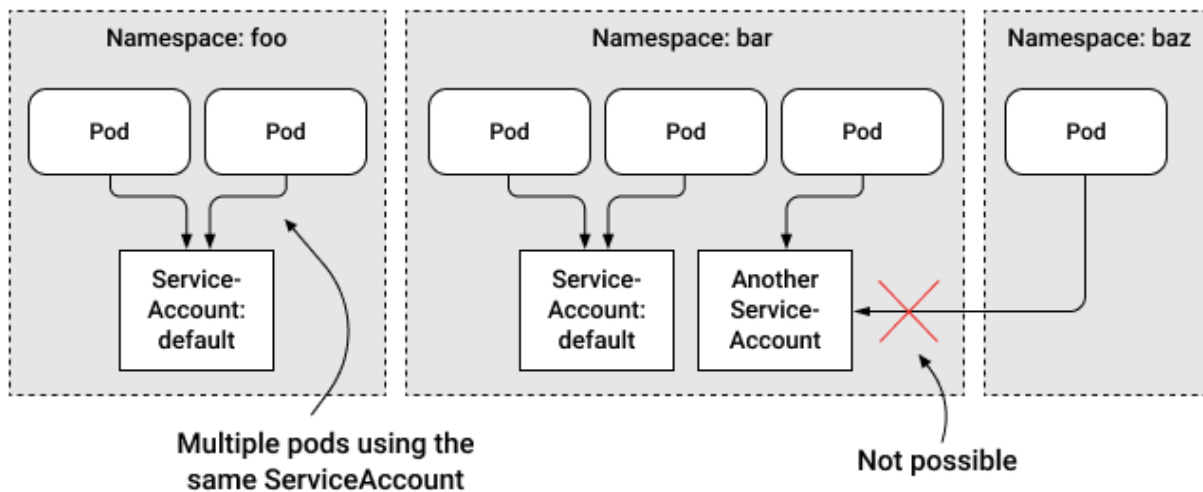 Namespace: foo
Namespace: bar
Namespace: baz
Pod
Pod
Pod
Pod
Pod
Pod
Service-
Account:
default
Service-
Account:
default
Another
Service-
Account
Multiple pods using the
same ServiceAccount
Not possible